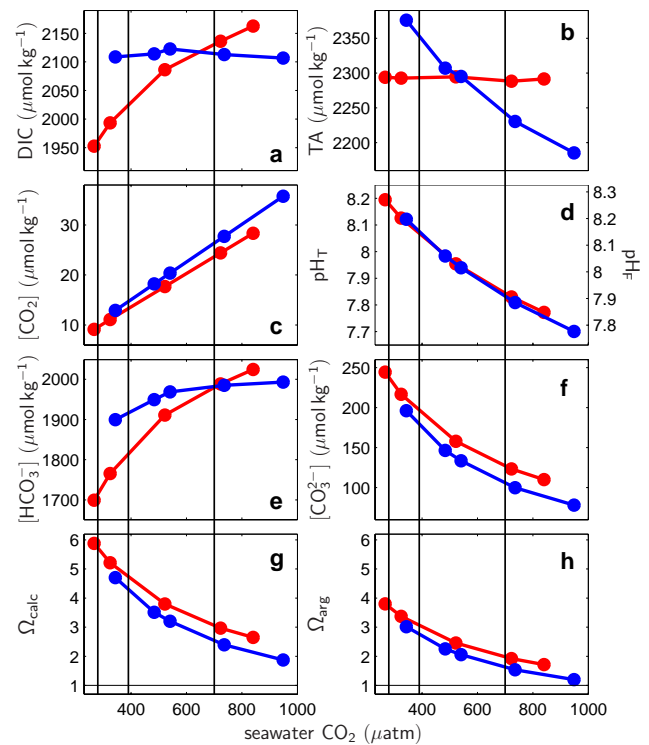 2150
2100
2050
2000
1950
DIC (μmol kg⁻¹)
a
2350
2300
2250
2200
TA (μmol kg⁻¹)
b
30
20
10
[CO₂] (μmol kg⁻¹)
c
8.2
8.1
8
7.9
7.8
7.7
pH_T
d
8.3
8.2
8.1
8
7.9
7.8
pH_F
2000
1900
1800
1700
[HCO₃⁻] (μmol kg⁻¹)
e
250
200
150
100
[CO₃²⁻] (μmol kg⁻¹)
f
6
5
4
3
2
1
Ω_calc
g
400 600 800 1000
6
5
4
3
2
1
Ω_arg
h
400 600 800 1000
seawater CO₂ (μatm)